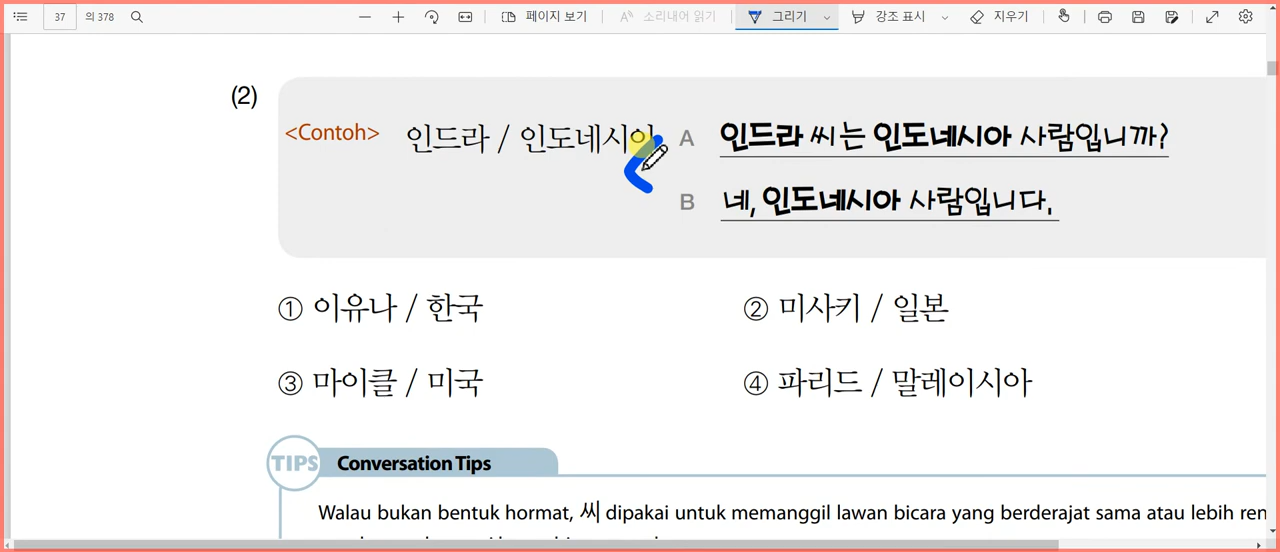 37 의 378 페이지 보기 소리내어 읽기 그리기 강조 표시 지우기
(2)
<Contoh> 인드라 / 인도네시아 A 인드라 씨는 인도네시아 사람입니까?
B 네, 인도네시아 사람입니다.
① 이유나 / 한국 ② 미사키 / 일본
③ 마이클 / 미국 ④ 파리드 / 말레이시아
TIPS Conversation Tips
Walau bukan bentuk hormat, 씨 dipakai untuk memanggil lawan bicara yang berderajat sama atau lebih ren